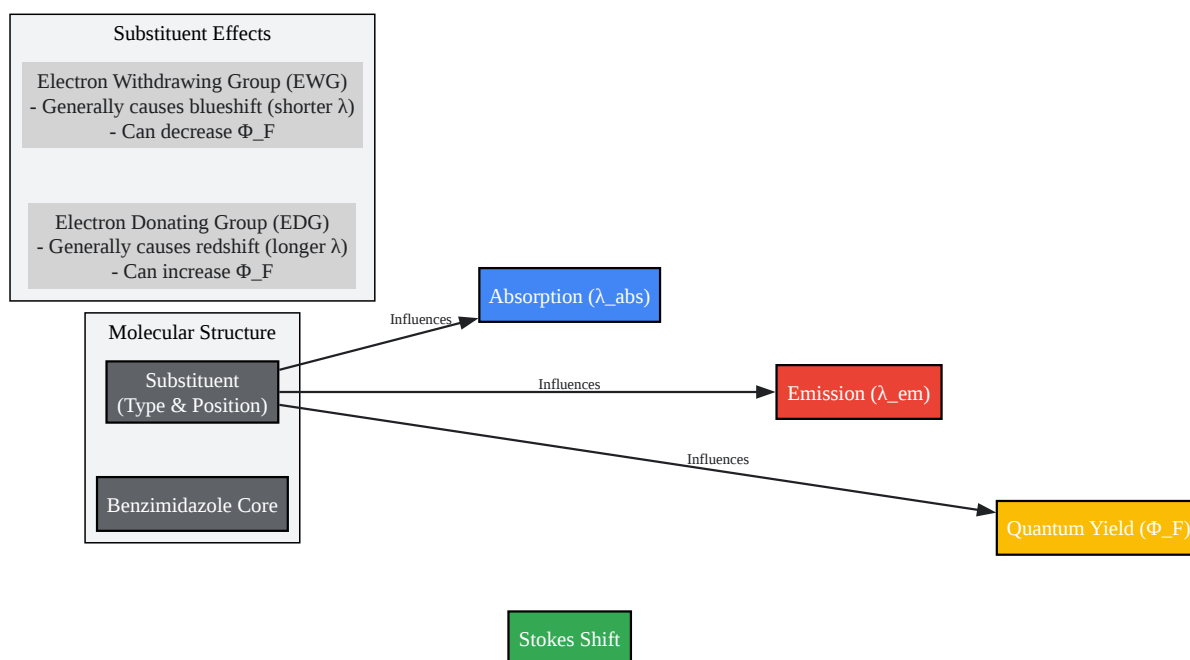 Substituent Effects
Electron Withdrawing Group (EWG)
- Generally causes blueshift (shorter λ)
- Can decrease Φ_F
Electron Donating Group (EDG)
- Generally causes redshift (longer λ)
- Can increase Φ_F
Absorption (λ_abs)
Influences
Molecular Structure
Substituent
(Type & Position)
Influences
Emission (λ_em)
Influences
Benzimidazole Core
Quantum Yield (Φ_F)
Stokes Shift